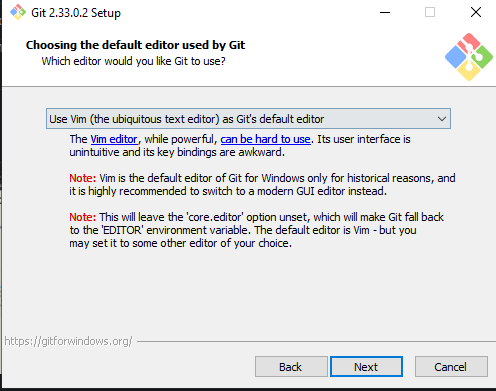 Git 2.33.0.2 Setup
Choosing the default editor used by Git
Which editor would you like Git to use?
Use Vim (the ubiquitous text editor) as Git's default editor
The Vim editor, while powerful, can be hard to use. Its user interface is
unintuitive and its key bindings are awkward.
Note: Vim is the default editor of Git for Windows only for historical reasons, and
it is highly recommended to switch to a modern GUI editor instead.
Note: This will leave the 'core.editor' option unset, which will make Git fall back
to the 'EDITOR' environment variable. The default editor is Vim - but you
may set it to some other editor of your choice.
https://gitforwindows.org/
Back Next Cancel